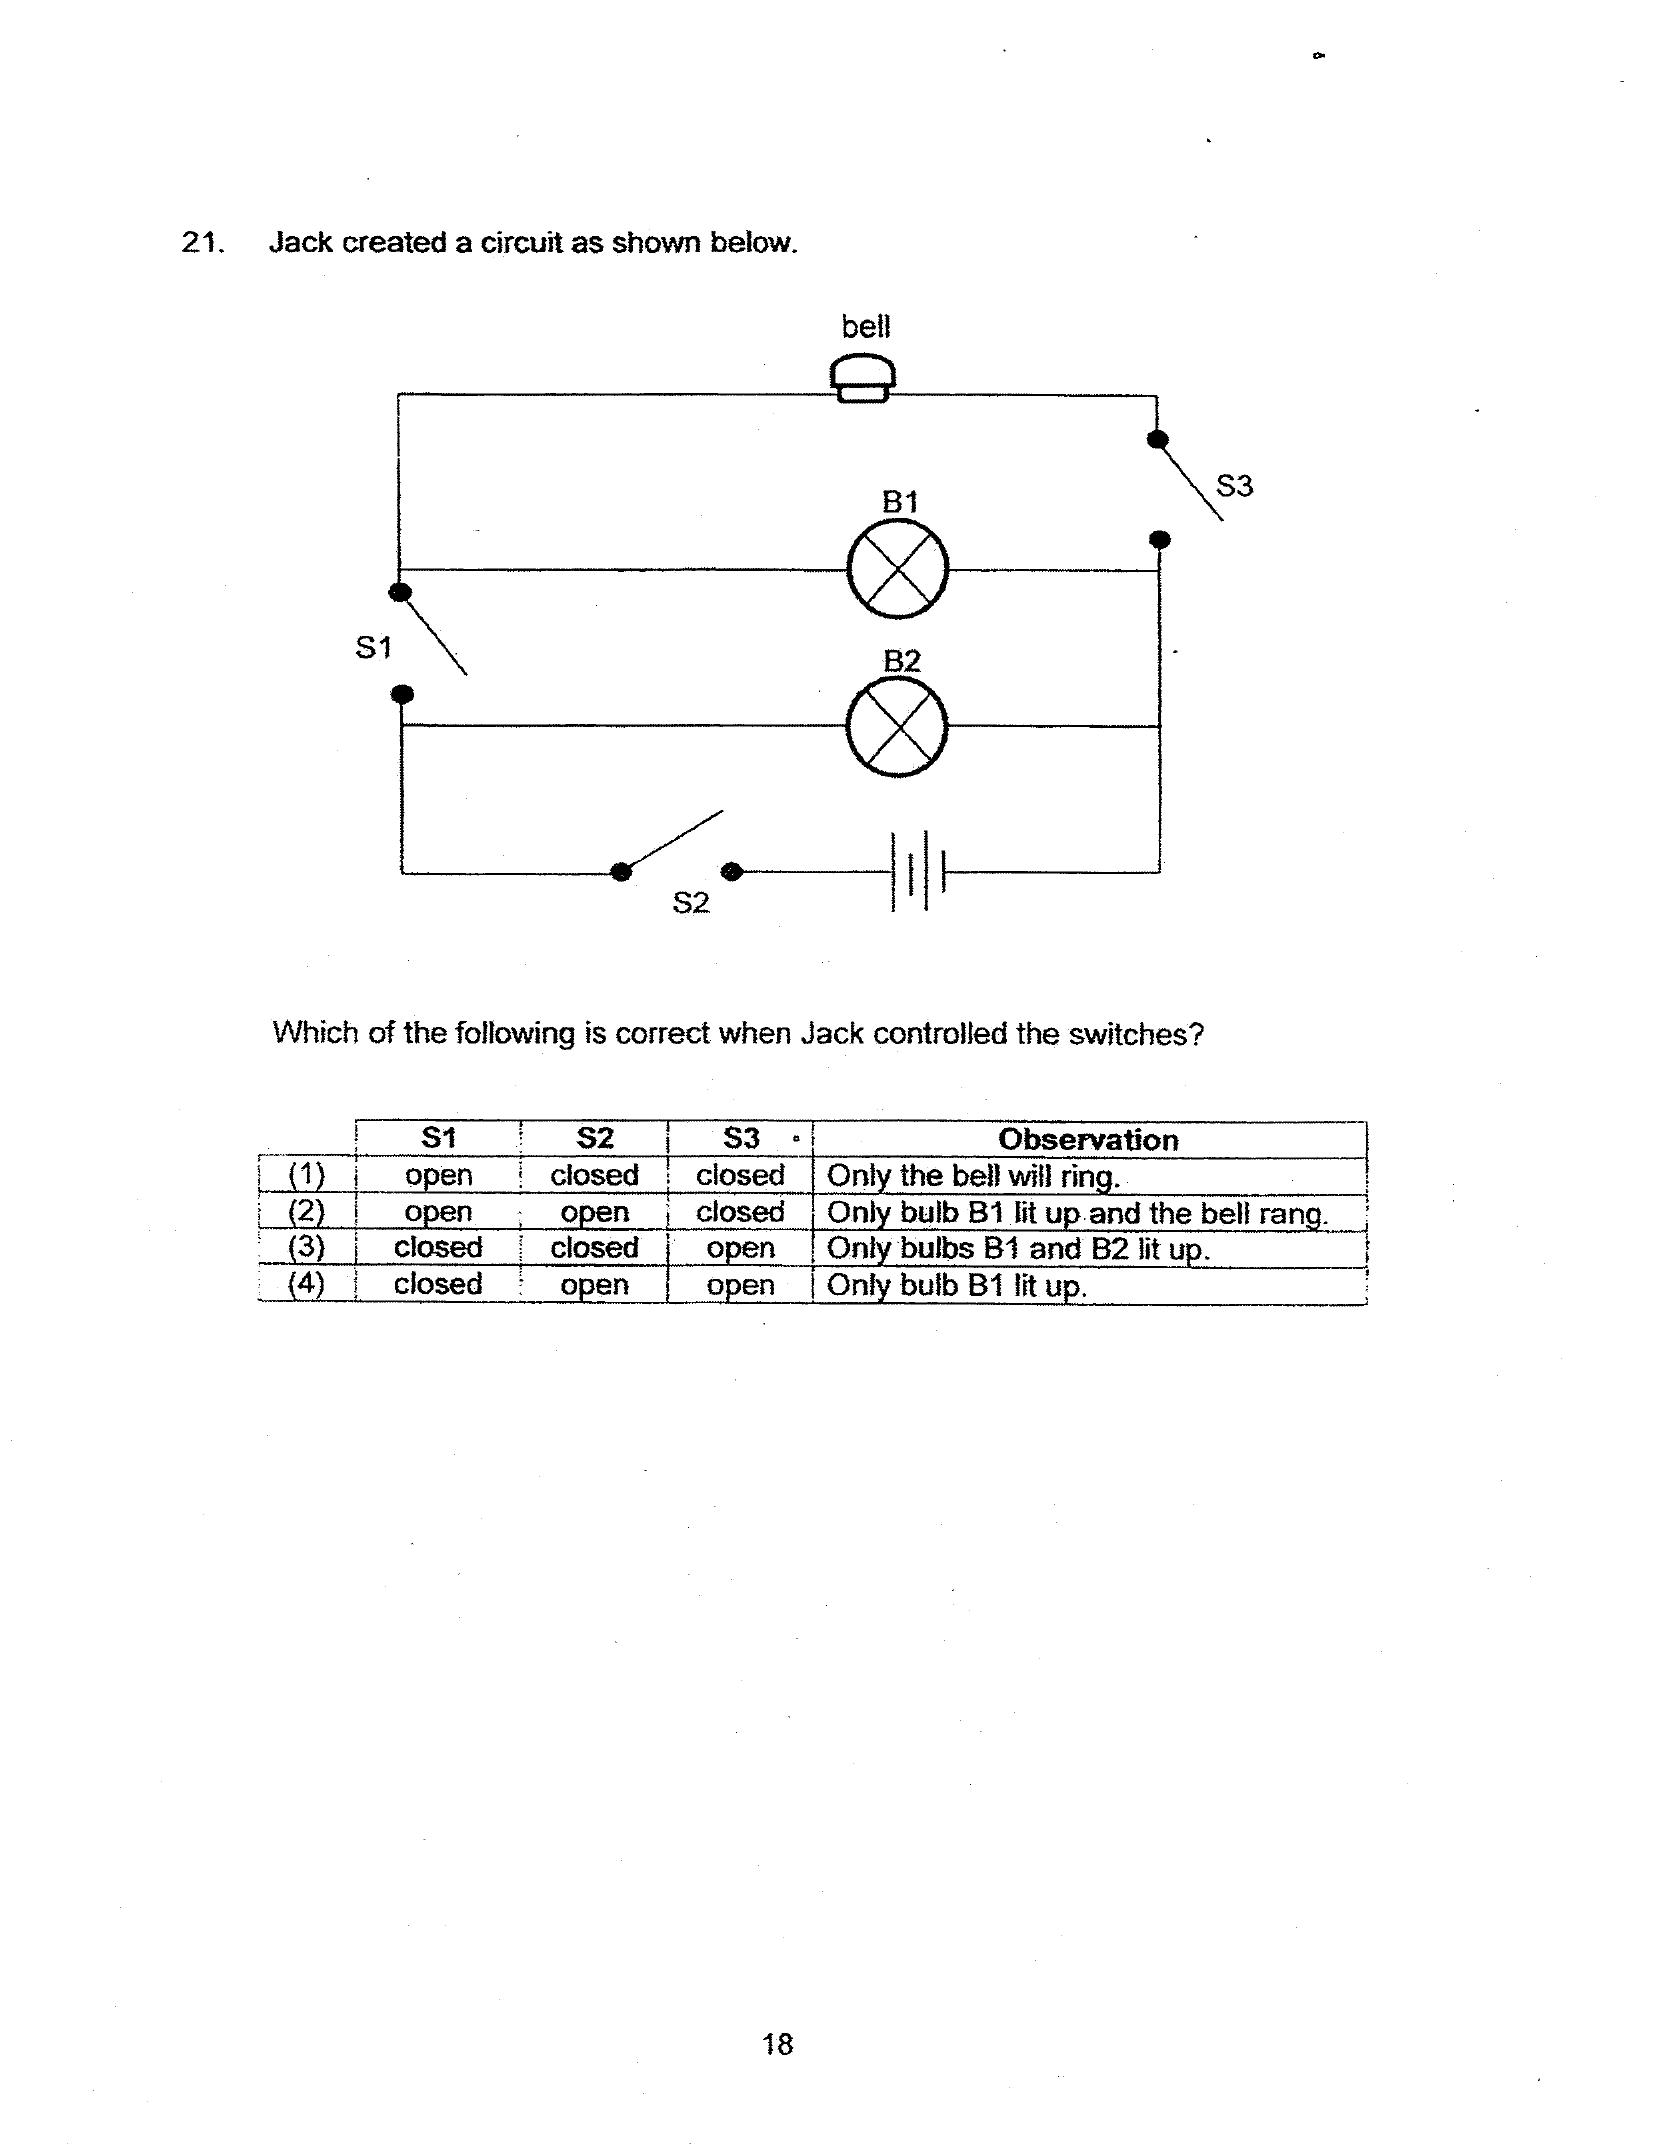 21. Jack created a circuit as shown below.
bell
S3
B1
S1
B2
S2
Which of the following is correct when Jack controlled the switches?
S1 S2 S3 Observation
(1) open closed closed Only the bell will ring.
(2) open open closed Only bulb B1 lit up and the bell rang.
(3) closed closed open Only bulbs B1 and B2 lit up.
(4) closed open open Only bulb B1 lit up.
18